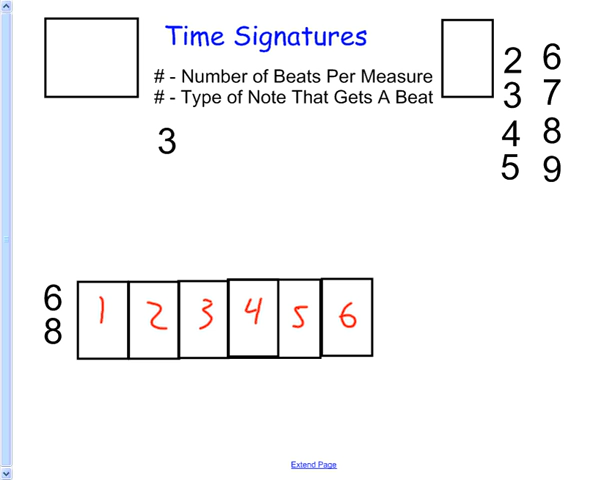 Time Signatures
# - Number of Beats Per Measure
# - Type of Note That Gets A Beat
2 6
3 7
4 8
5 9
3
6
8
1 2 3 4 5 6
Extend Page